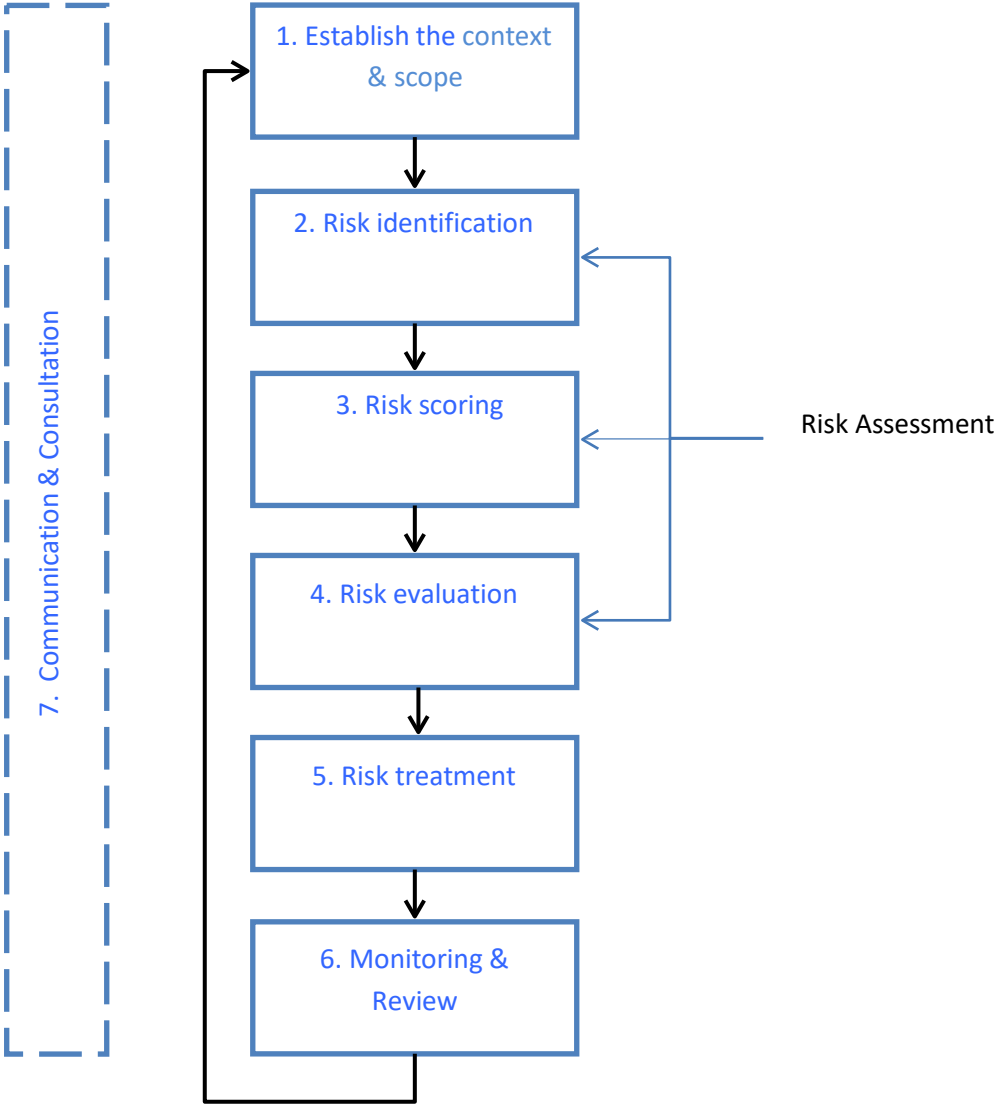 1. Establish the context
& scope
2. Risk identification
3. Risk scoring
Risk Assessment
4. Risk evaluation
5. Risk treatment
6. Monitoring &
Review
7. Communication & Consultation